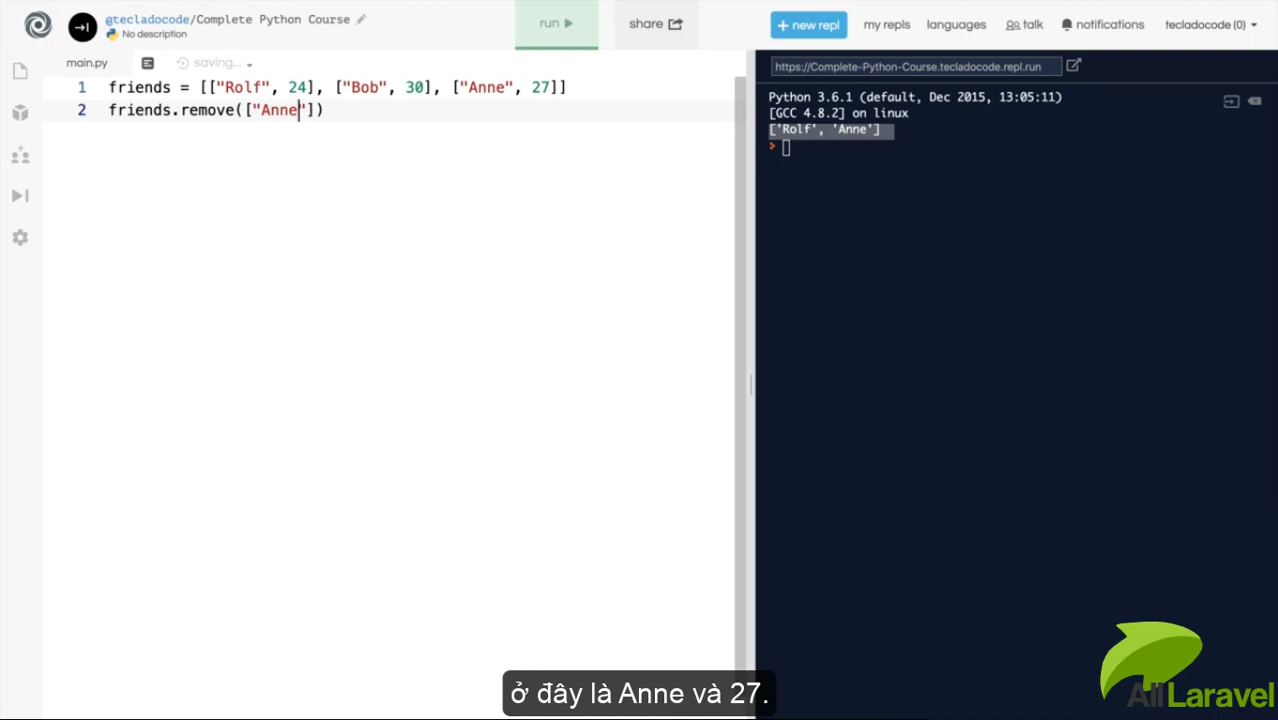 @tecladocode/Complete Python Course
No description
run
share
+ new repl
my repls
languages
talk
notifications
tecladocode (0)
main.py
saving...
https://Complete-Python-Course.tecladocode.repl.run
1 friends = [["Rolf", 24], ["Bob", 30], ["Anne", 27]]
2 friends.remove(["Anne"])
Python 3.6.1 (default, Dec 2015, 13:05:11)
[GCC 4.8.2] on linux
['Rolf', 'Anne']
ở đây là Anne và 27.
AllLaravel